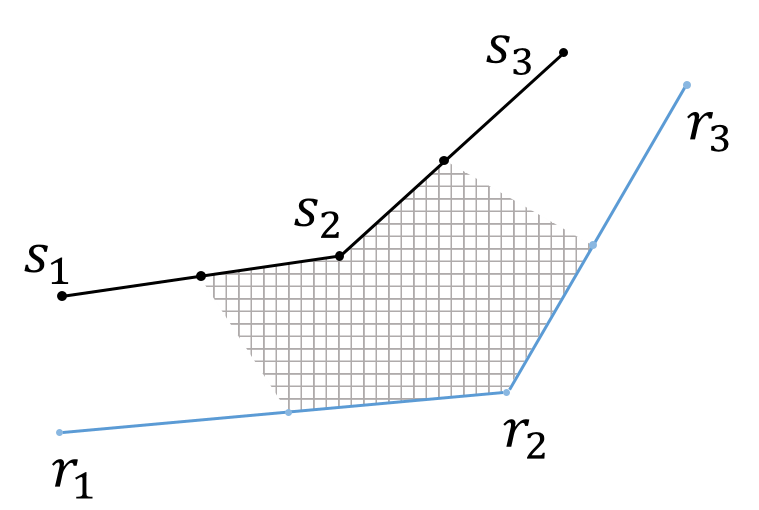 s₃
r₃
s₂
s₁
r₂
r₁